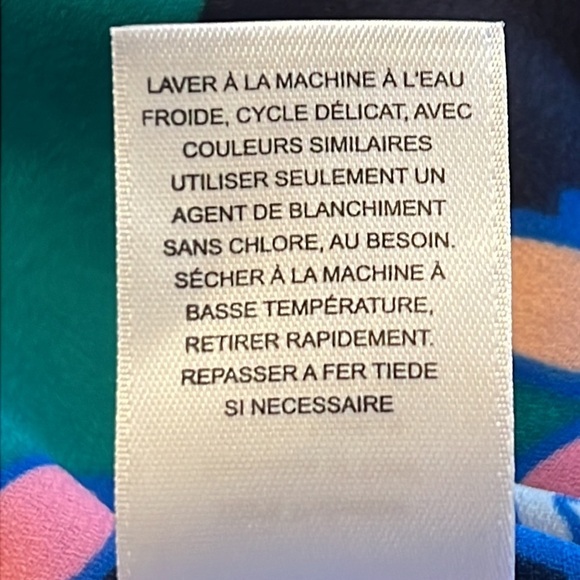 LAVER À LA MACHINE À L'EAU
FROIDE, CYCLE DÉLICAT, AVEC
COULEURS SIMILAIRES
UTILISER SEULEMENT UN
AGENT DE BLANCHIMENT
SANS CHLORE, AU BESOIN.
SÉCHER À LA MACHINE À
BASSE TEMPÉRATURE,
RETIRER RAPIDEMENT.
REPASSER A FER TIEDE
SI NECESSAIRE